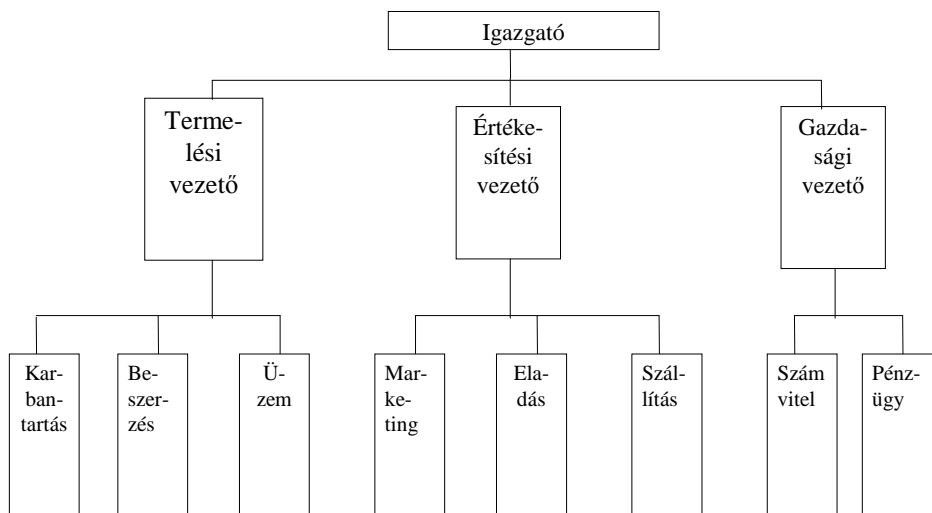 Igazgató
Terme-
lési
vezető
Értéke-
sítési
vezető
Gazda-
sági
vezető
Kar-
ban-
tartás
Be-
szer-
zés
Ü-
zem
Mar-
ke-
ting
Ela-
dás
Szál-
lítás
Szám
vitel
Pénz-
ügy